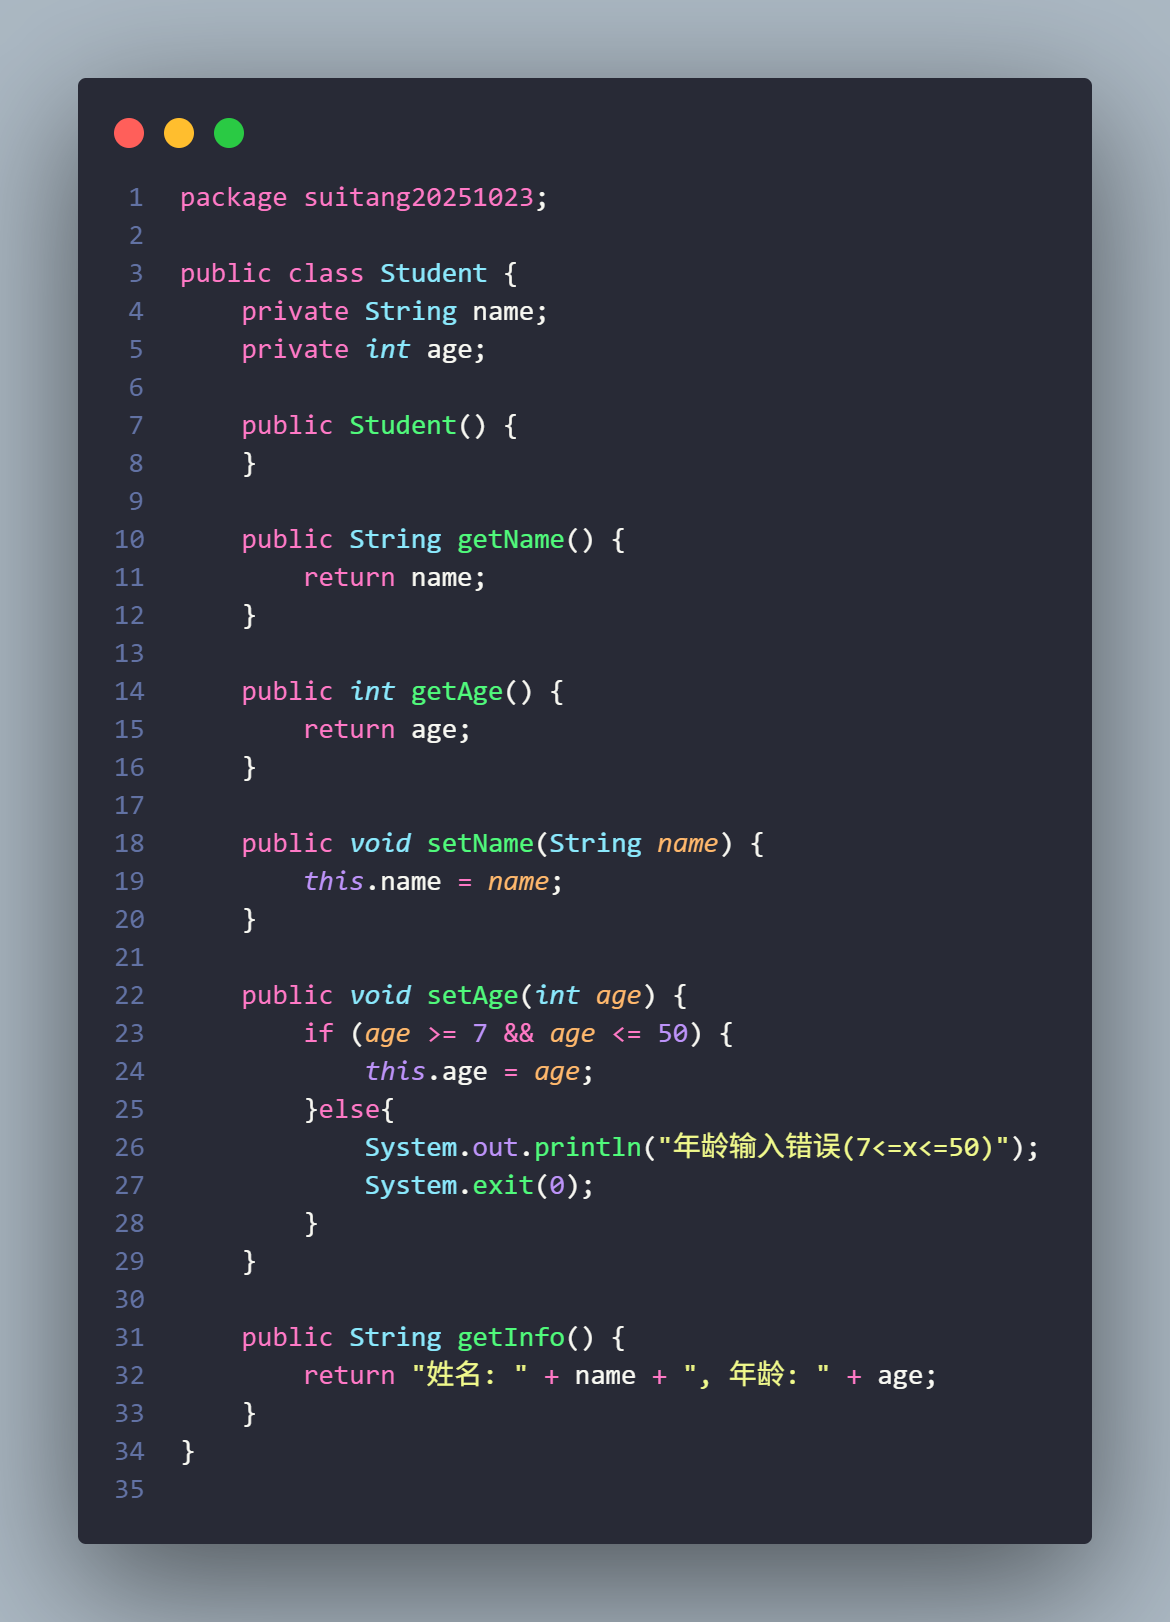 1 package suitang20251023;
2
3 public class Student {
4     private String name;
5     private int age;
6
7     public Student() {
8     }
9
10     public String getName() {
11         return name;
12     }
13
14     public int getAge() {
15         return age;
16     }
17
18     public void setName(String name) {
19         this.name = name;
20     }
21
22     public void setAge(int age) {
23         if (age >= 7 && age <= 50) {
24             this.age = age;
25         }else{
26             System.out.println("年龄输入错误(7<=x<=50)");
27             System.exit(0);
28         }
29     }
30
31     public String getInfo() {
32         return "姓名: " + name + ", 年龄: " + age;
33     }
34 }
35